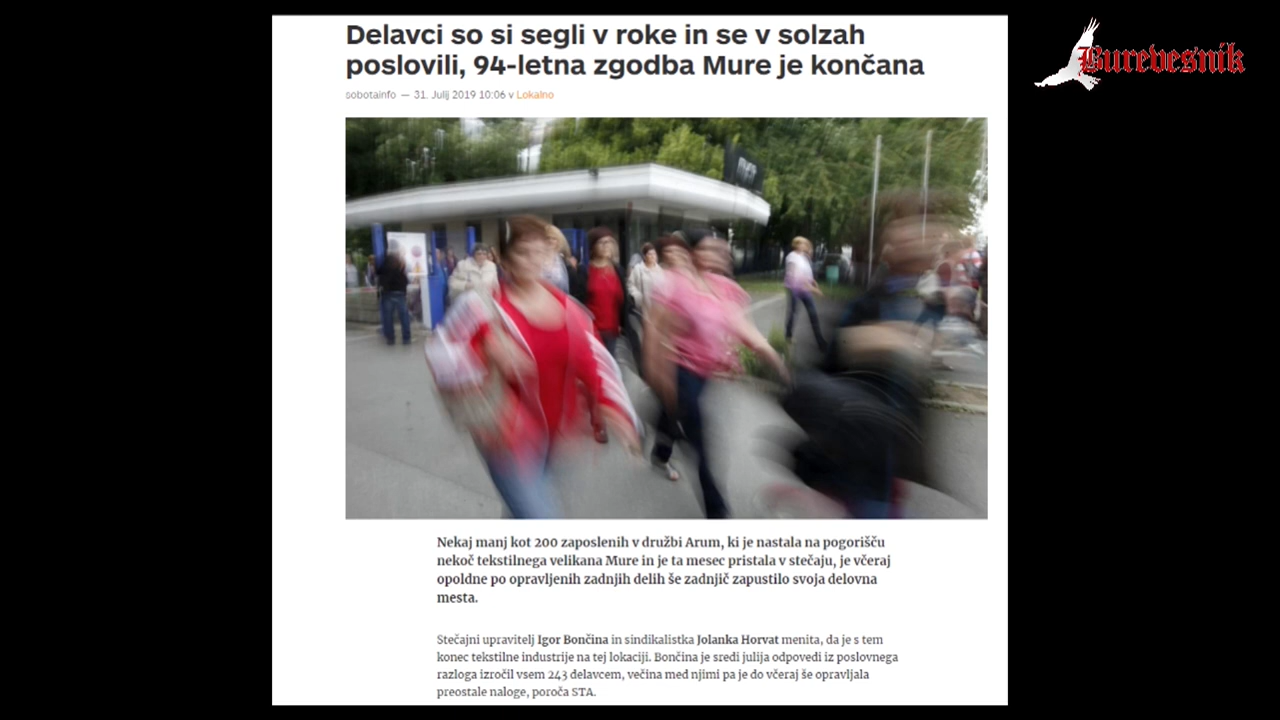 Delavci so si segli v roke in se v solzah
poslovili, 94-letna zgodba Mure je končana
sobotainfo — 31. Julij 2019 10:06 v Lokalno
Burevesnik
Nekaj manj kot 200 zaposlenih v družbi Arum, ki je nastala na pogorišču
nekoč tekstilnega velikana Mure in je ta mesec pristala v stečaju, je včeraj
opoldne po opravljenih zadnjih delih še zadnjič zapustilo svoja delovna
mesta.
Stečajni upravitelj Igor Bončina in sindikalistka Jolanka Horvat menita, da je s tem
konec tekstilne industrije na tej lokaciji. Bončina je sredi julija odpovedi iz poslovnega
razloga izročil vsem 243 delavcem, večina med njimi pa je do včeraj še opravljala
preostale naloge, poroča STA.